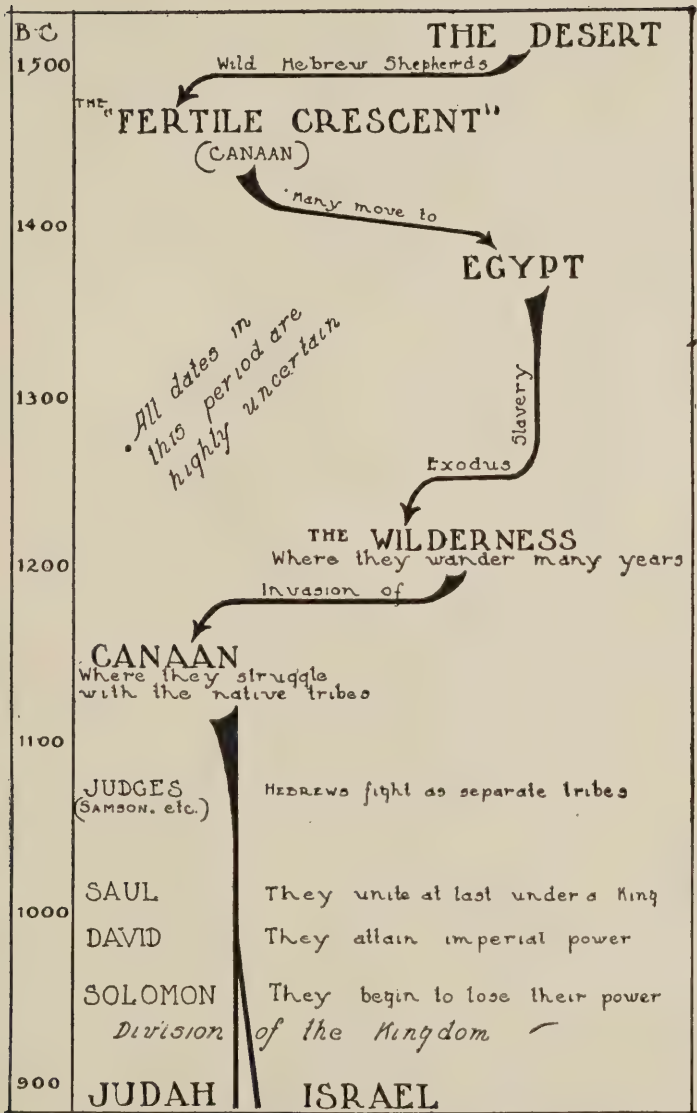 B·C
THE DESERT
1500
Wild Hebrew Shepherds
THE "FERTILE CRESCENT"
(CANAAN)
Many move to
1400
EGYPT
• All dates in
this period are
highly uncertain
1300
Slavery
Exodus
THE WILDERNESS
Where they wander many years
1200
Invasion of
CANAAN
Where they struggle
with the native tribes
1100
JUDGES
(SAMSON. etc.)
HEBREWS fight as separate tribes
SAUL
They unite at last under a King
1000
DAVID
They attain imperial power
SOLOMON
They begin to lose their power
Division of the Kingdom
900
JUDAH
ISRAEL